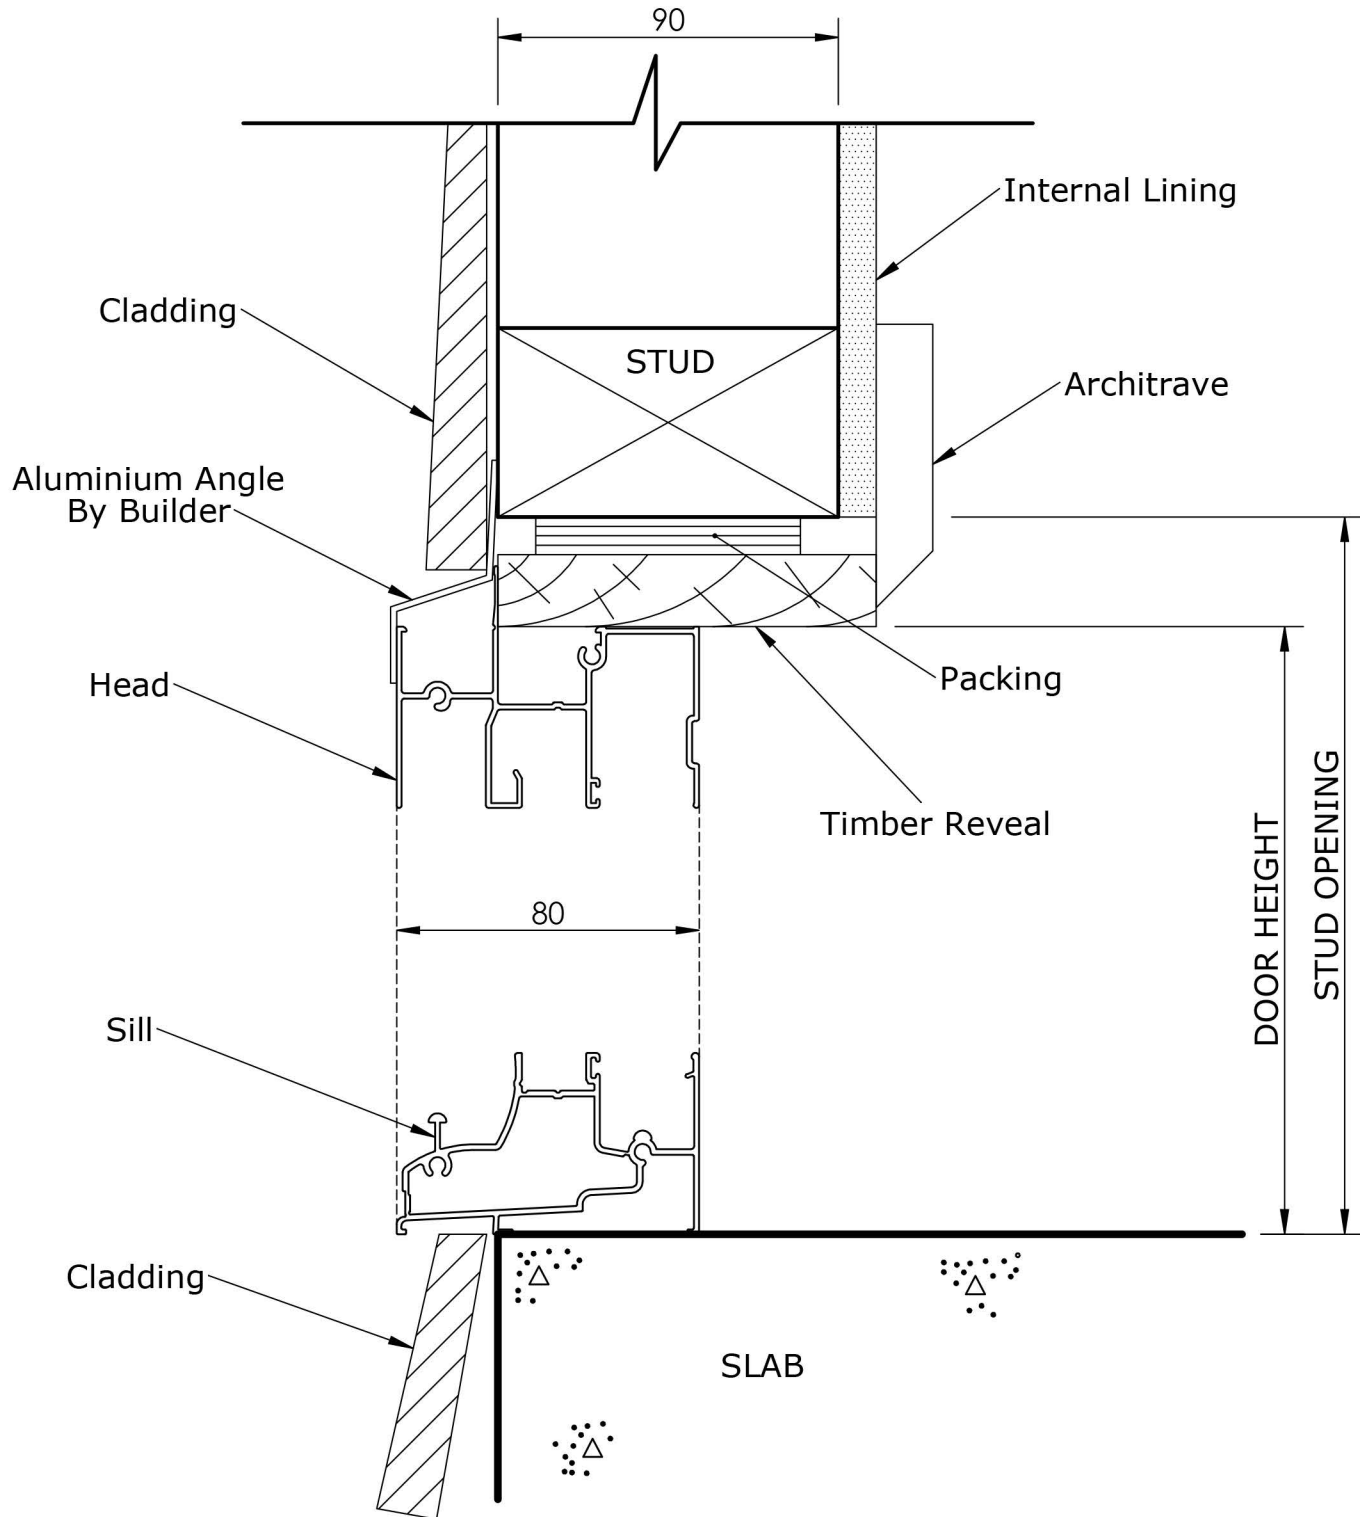 90
Internal Lining
Cladding
STUD
Architrave
Aluminium Angle
By Builder
Head
Packing
Timber Reveal
DOOR HEIGHT
STUD OPENING
80
Sill
Cladding
SLAB